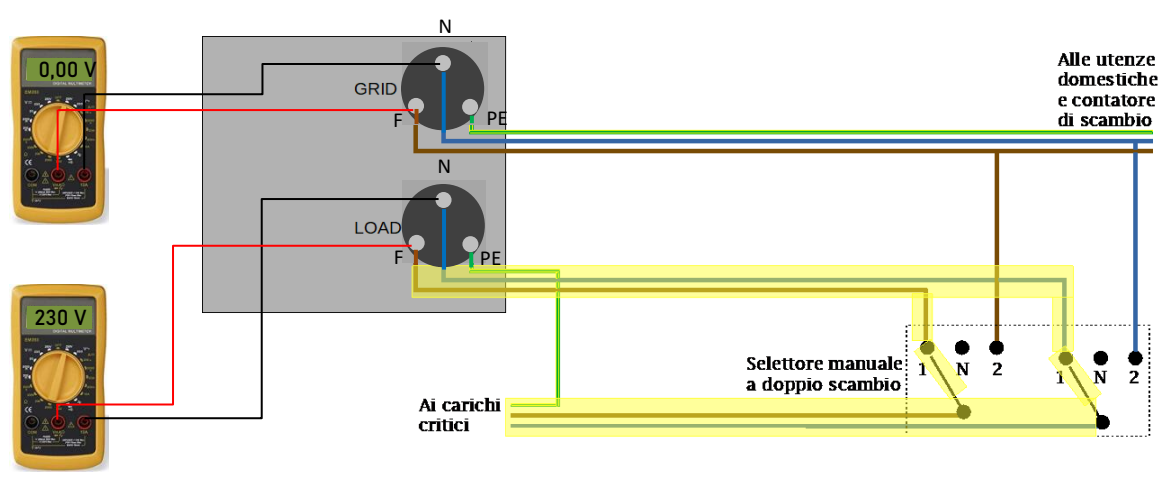 N
0,00 V
GRID
F
PE
Alle utenze
domestiche
e contatore
di scambio
N
LOAD
F
PE
230 V
Selettore manuale
a doppio scambio
1
N
2
1
N
2
Ai carichi
critici